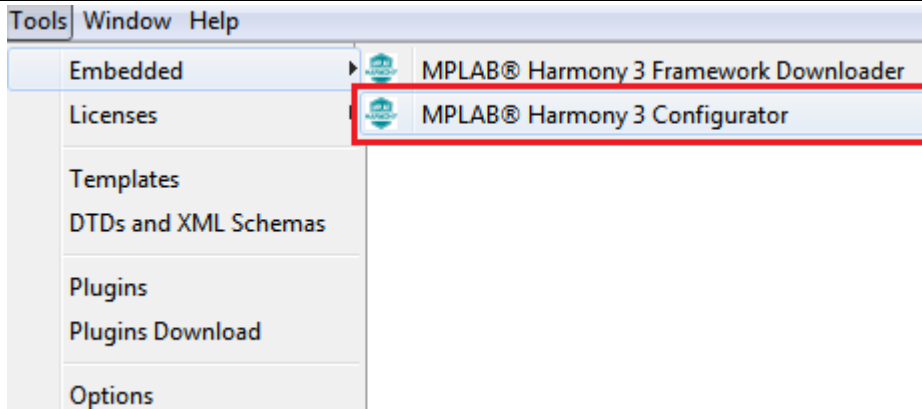 Tools Window Help
Embedded
MPLAB® Harmony 3 Framework Downloader
Licenses
MPLAB® Harmony 3 Configurator
Templates
DTDs and XML Schemas
Plugins
Plugins Download
Options